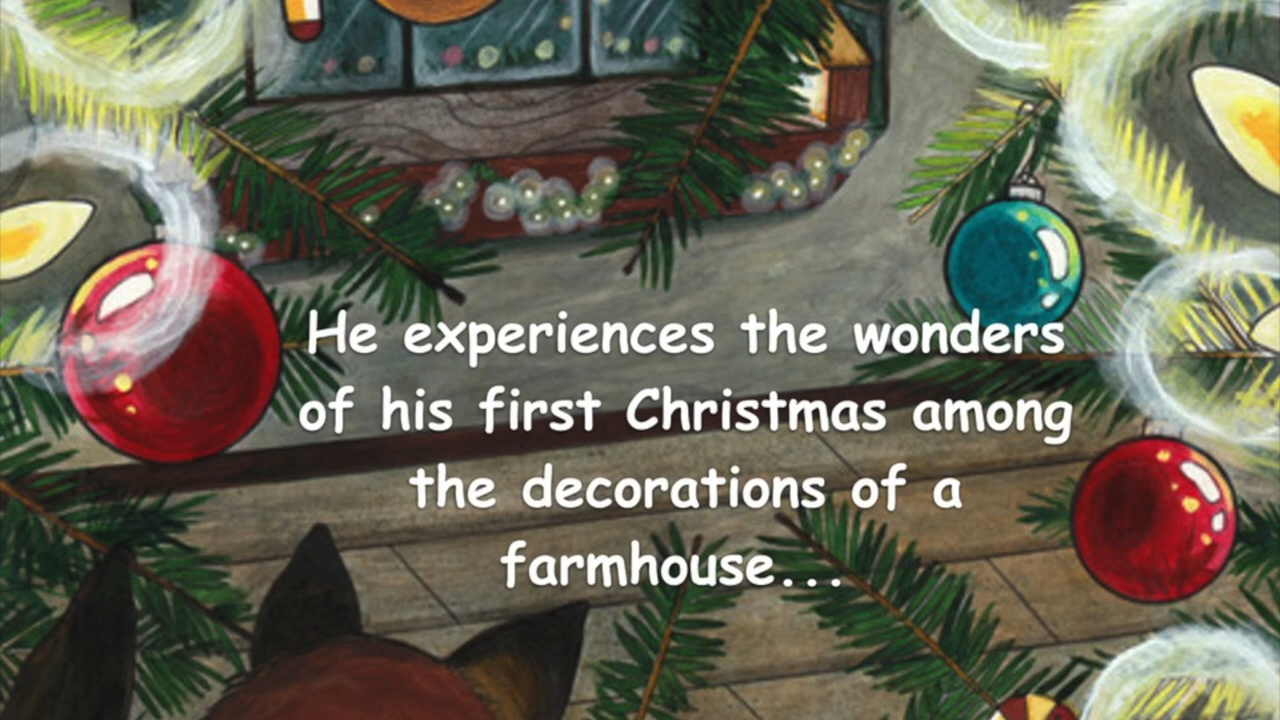 He experiences the wonders
of his first Christmas among
the decorations of a
farmhouse...